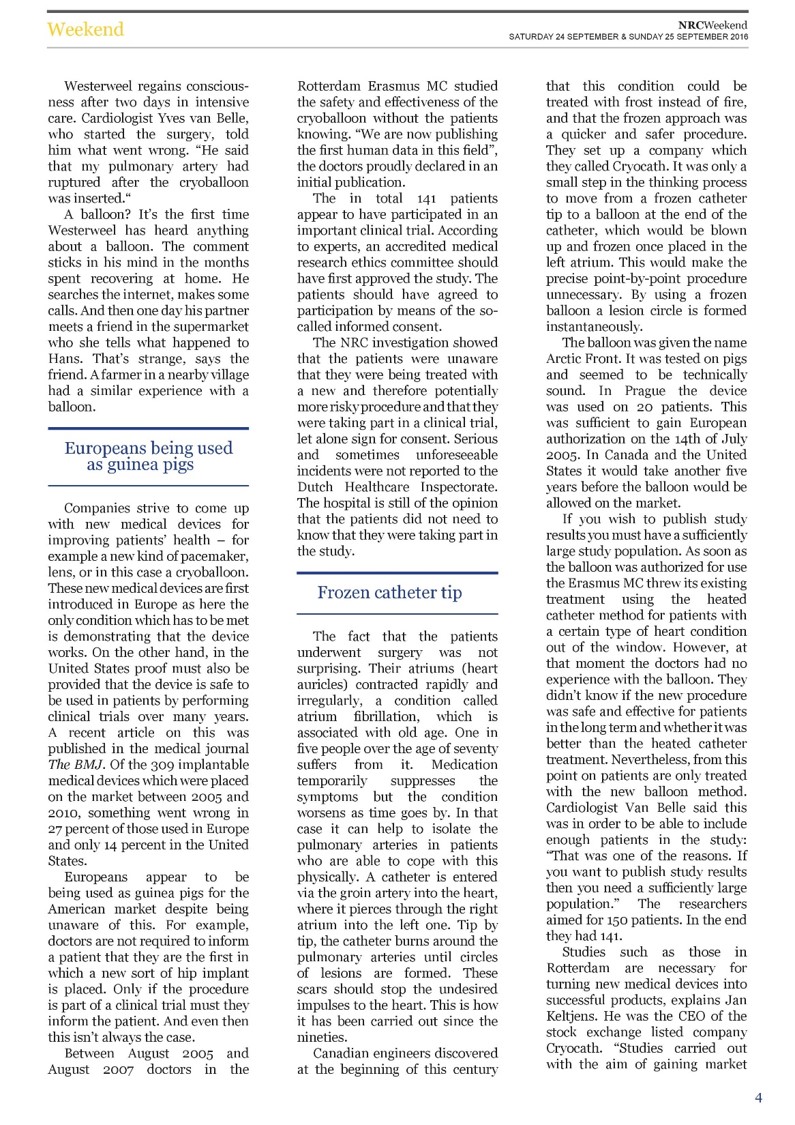 Weekend
NRCWeekend
SATURDAY 24 SEPTEMBER & SUNDAY 25 SEPTEMBER 2016
Westerweel regains conscious-
ness after two days in intensive
care. Cardiologist Yves van Belle,
who started the surgery, told
him what went wrong. “He said
that my pulmonary artery had
ruptured after the cryoballoon
was inserted.“
A balloon? It’s the first time
Westerweel has heard anything
about a balloon. The comment
sticks in his mind in the months
spent recovering at home. He
searches the internet, makes some
calls. And then one day his partner
meets a friend in the supermarket
who she tells what happened to
Hans. That’s strange, says the
friend. A farmer in a nearby village
had a similar experience with a
balloon.
Europeans being used
as guinea pigs
Companies strive to come up
with new medical devices for
improving patients’ health – for
example a new kind of pacemaker,
lens, or in this case a cryoballoon.
These new medical devices are first
introduced in Europe as here the
only condition which has to be met
is demonstrating that the device
works. On the other hand, in the
United States proof must also be
provided that the device is safe to
be used in patients by performing
clinical trials over many years.
A recent article on this was
published in the medical journal
The BMJ. Of the 309 implantable
medical devices which were placed
on the market between 2005 and
2010, something went wrong in
27 percent of those used in Europe
and only 14 percent in the United
States.
Europeans appear to be
being used as guinea pigs for the
American market despite being
unaware of this. For example,
doctors are not required to inform
a patient that they are the first in
which a new sort of hip implant
is placed. Only if the procedure
is part of a clinical trial must they
inform the patient. And even then
this isn’t always the case.
Between August 2005 and
August 2007 doctors in the
Rotterdam Erasmus MC studied
the safety and effectiveness of the
cryoballoon without the patients
knowing. “We are now publishing
the first human data in this field”,
the doctors proudly declared in an
initial publication.
The in total 141 patients
appear to have participated in an
important clinical trial. According
to experts, an accredited medical
research ethics committee should
have first approved the study. The
patients should have agreed to
participation by means of the so-
called informed consent.
The NRC investigation showed
that the patients were unaware
that they were being treated with
a new and therefore potentially
more risky procedure and that they
were taking part in a clinical trial,
let alone sign for consent. Serious
and sometimes unforeseeable
incidents were not reported to the
Dutch Healthcare Inspectorate.
The hospital is still of the opinion
that the patients did not need to
know that they were taking part in
the study.
Frozen catheter tip
The fact that the patients
underwent surgery was not
surprising. Their atriums (heart
auricles) contracted rapidly and
irregularly, a condition called
atrium fibrillation, which is
associated with old age. One in
five people over the age of seventy
suffers from it. Medication
temporarily suppresses the
symptoms but the condition
worsens as time goes by. In that
case it can help to isolate the
pulmonary arteries in patients
who are able to cope with this
physically. A catheter is entered
via the groin artery into the heart,
where it pierces through the right
atrium into the left one. Tip by
tip, the catheter burns around the
pulmonary arteries until circles
of lesions are formed. These
scars should stop the undesired
impulses to the heart. This is how
it has been carried out since the
nineties.
Canadian engineers discovered
at the beginning of this century
that this condition could be
treated with frost instead of fire,
and that the frozen approach was
a quicker and safer procedure.
They set up a company which
they called Cryocath. It was only a
small step in the thinking process
to move from a frozen catheter
tip to a balloon at the end of the
catheter, which would be blown
up and frozen once placed in the
left atrium. This would make the
precise point-by-point procedure
unnecessary. By using a frozen
balloon a lesion circle is formed
instantaneously.
The balloon was given the name
Arctic Front. It was tested on pigs
and seemed to be technically
sound. In Prague the device
was used on 20 patients. This
was sufficient to gain European
authorization on the 14th of July
2005. In Canada and the United
States it would take another five
years before the balloon would be
allowed on the market.
If you wish to publish study
results you must have a sufficiently
large study population. As soon as
the balloon was authorized for use
the Erasmus MC threw its existing
treatment using the heated
catheter method for patients with
a certain type of heart condition
out of the window. However, at
that moment the doctors had no
experience with the balloon. They
didn’t know if the new procedure
was safe and effective for patients
in the long term and whether it was
better than the heated catheter
treatment. Nevertheless, from this
point on patients are only treated
with the new balloon method.
Cardiologist Van Belle said this
was in order to be able to include
enough patients in the study:
“That was one of the reasons. If
you want to publish study results
then you need a sufficiently large
population.” The researchers
aimed for 150 patients. In the end
they had 141.
Studies such as those in
Rotterdam are necessary for
turning new medical devices into
successful products, explains Jan
Keltjens. He was the CEO of the
stock exchange listed company
Cryocath. “Studies carried out
with the aim of gaining market
4